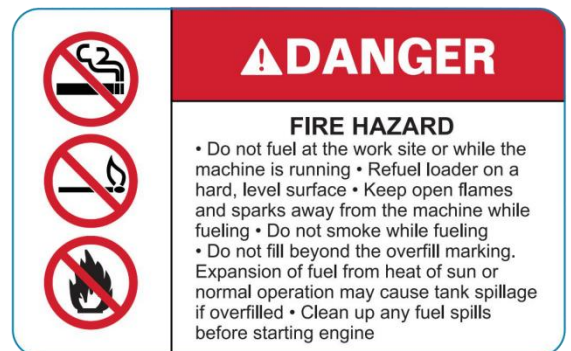 DANGER
FIRE HAZARD
• Do not fuel at the work site or while the
machine is running • Refuel loader on a
hard, level surface • Keep open flames
and sparks away from the machine while
fueling • Do not smoke while fueling
• Do not fill beyond the overfill marking.
Expansion of fuel from heat of sun or
normal operation may cause tank spillage
if overfilled • Clean up any fuel spills
before starting engine